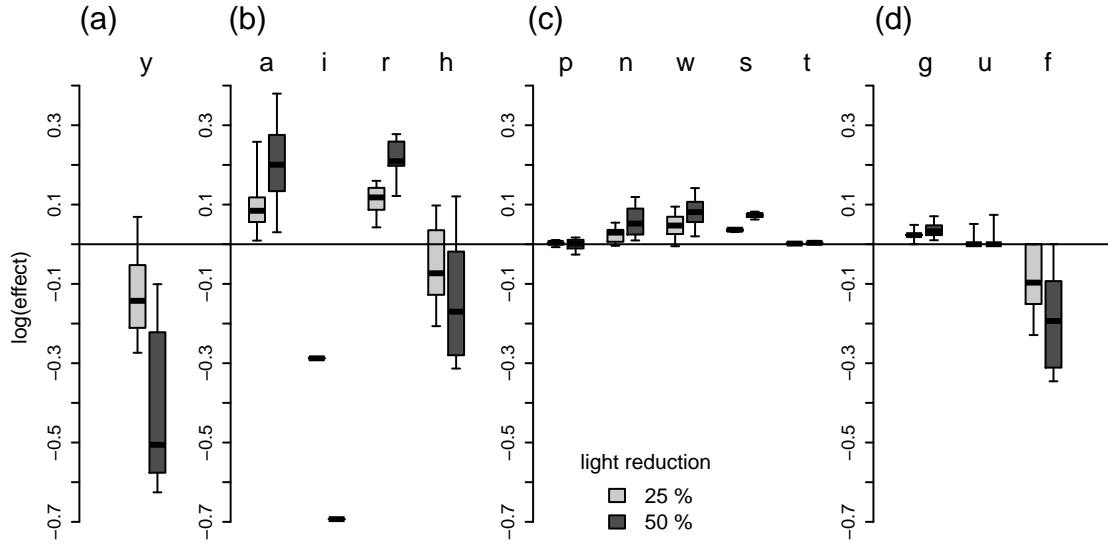 (a) (b) (c) (d)
y a i r h p n w s t g u f
log(effect)
0.3 0.3 0.3 0.3
0.1 0.1 0.1 0.1
−0.1 −0.1 −0.1 −0.1
−0.3 −0.3 −0.3 −0.3
−0.5 −0.5 −0.5 −0.5
−0.7 −0.7 −0.7 −0.7
light reduction
25 %
50 %